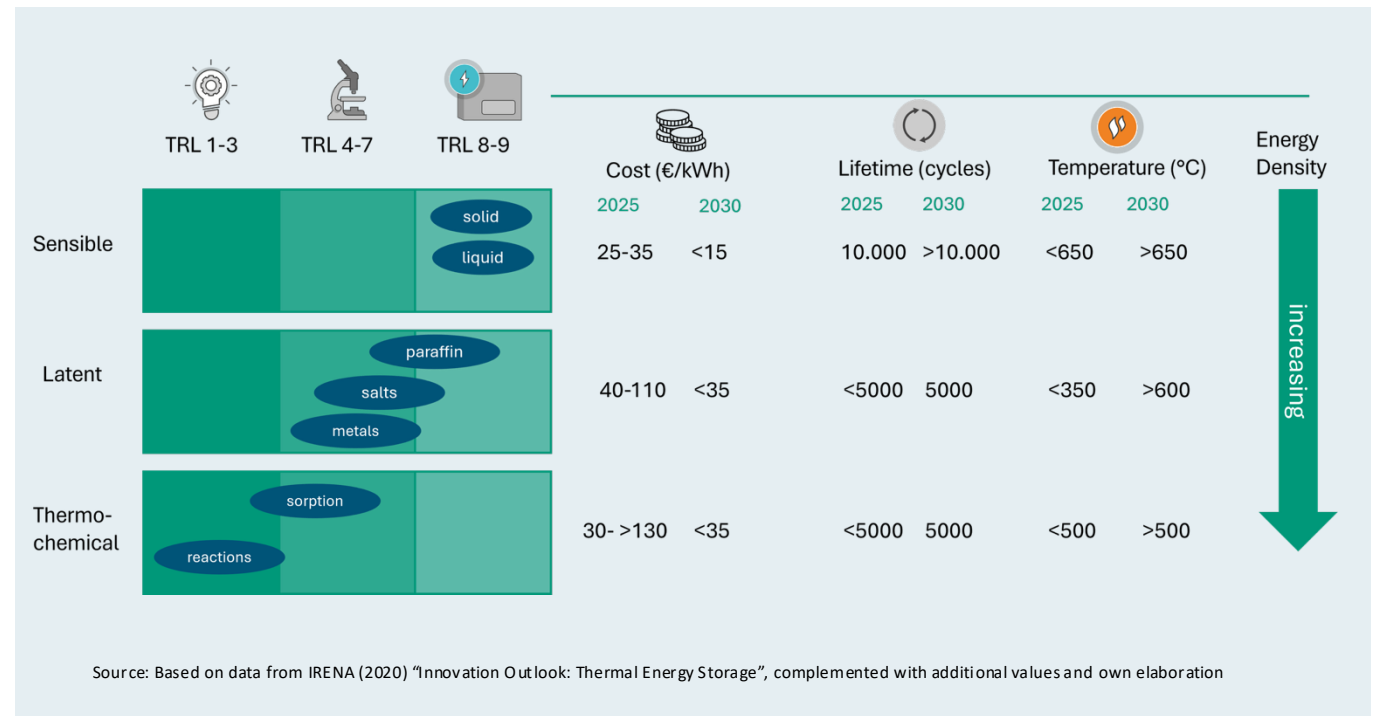 TRL 1-3
TRL 4-7
TRL 8-9
Cost (€/kWh)
Lifetime (cycles)
Temperature (°C)
Energy
Density
2025
2030
2025
2030
2025
2030
Sensible
solid
liquid
25-35
<15
10.000
>10.000
<650
>650
increasing
Latent
paraffin
salts
metals
40-110
<35
<5000
5000
<350
>600
Thermo-
chemical
sorption
reactions
30- >130
<35
<5000
5000
<500
>500
Source: Based on data from IRENA (2020) “Innovation Outlook: Thermal Energy Storage”, complemented with additional values and own elaboration